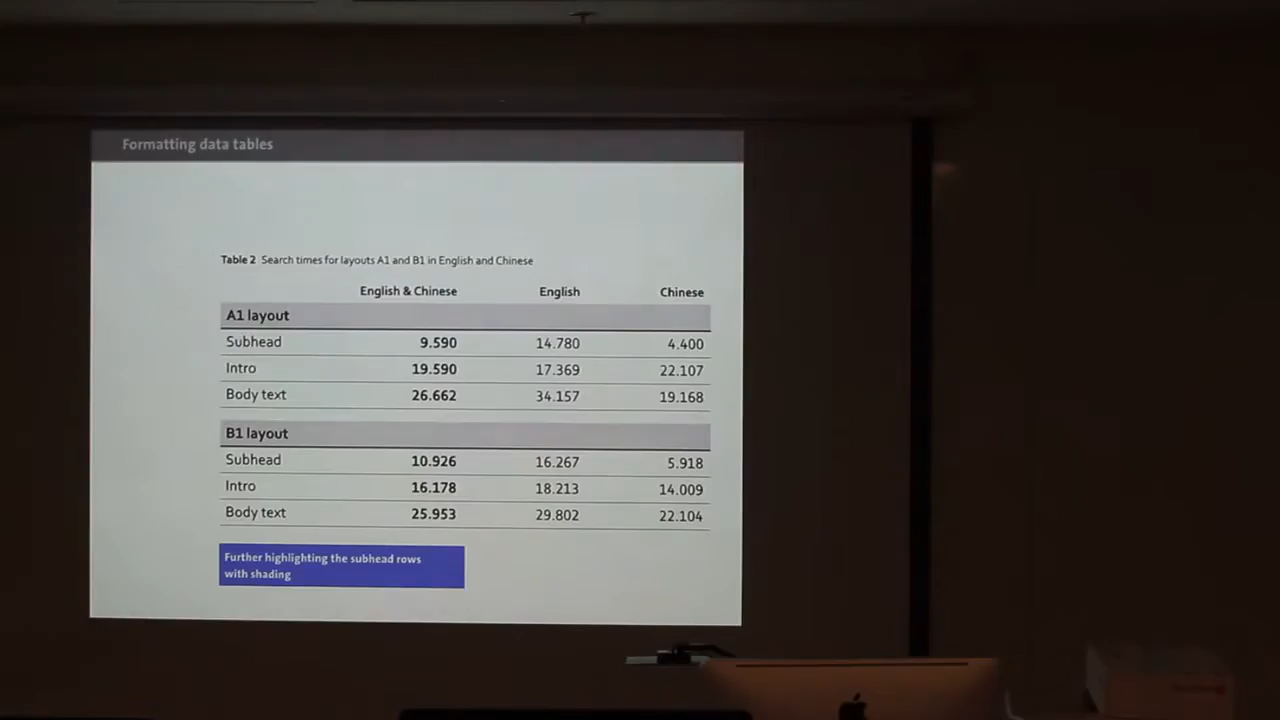 Formatting data tables
Table 2 Search times for layouts A1 and B1 in English and Chinese
English & Chinese English Chinese
A1 layout
Subhead 9.590 14.780 4.400
Intro 19.590 17.369 22.107
Body text 26.662 34.157 19.168
B1 layout
Subhead 10.926 16.267 5.918
Intro 16.178 18.213 14.009
Body text 25.953 29.802 22.104
Further highlighting the subhead rows
with shading